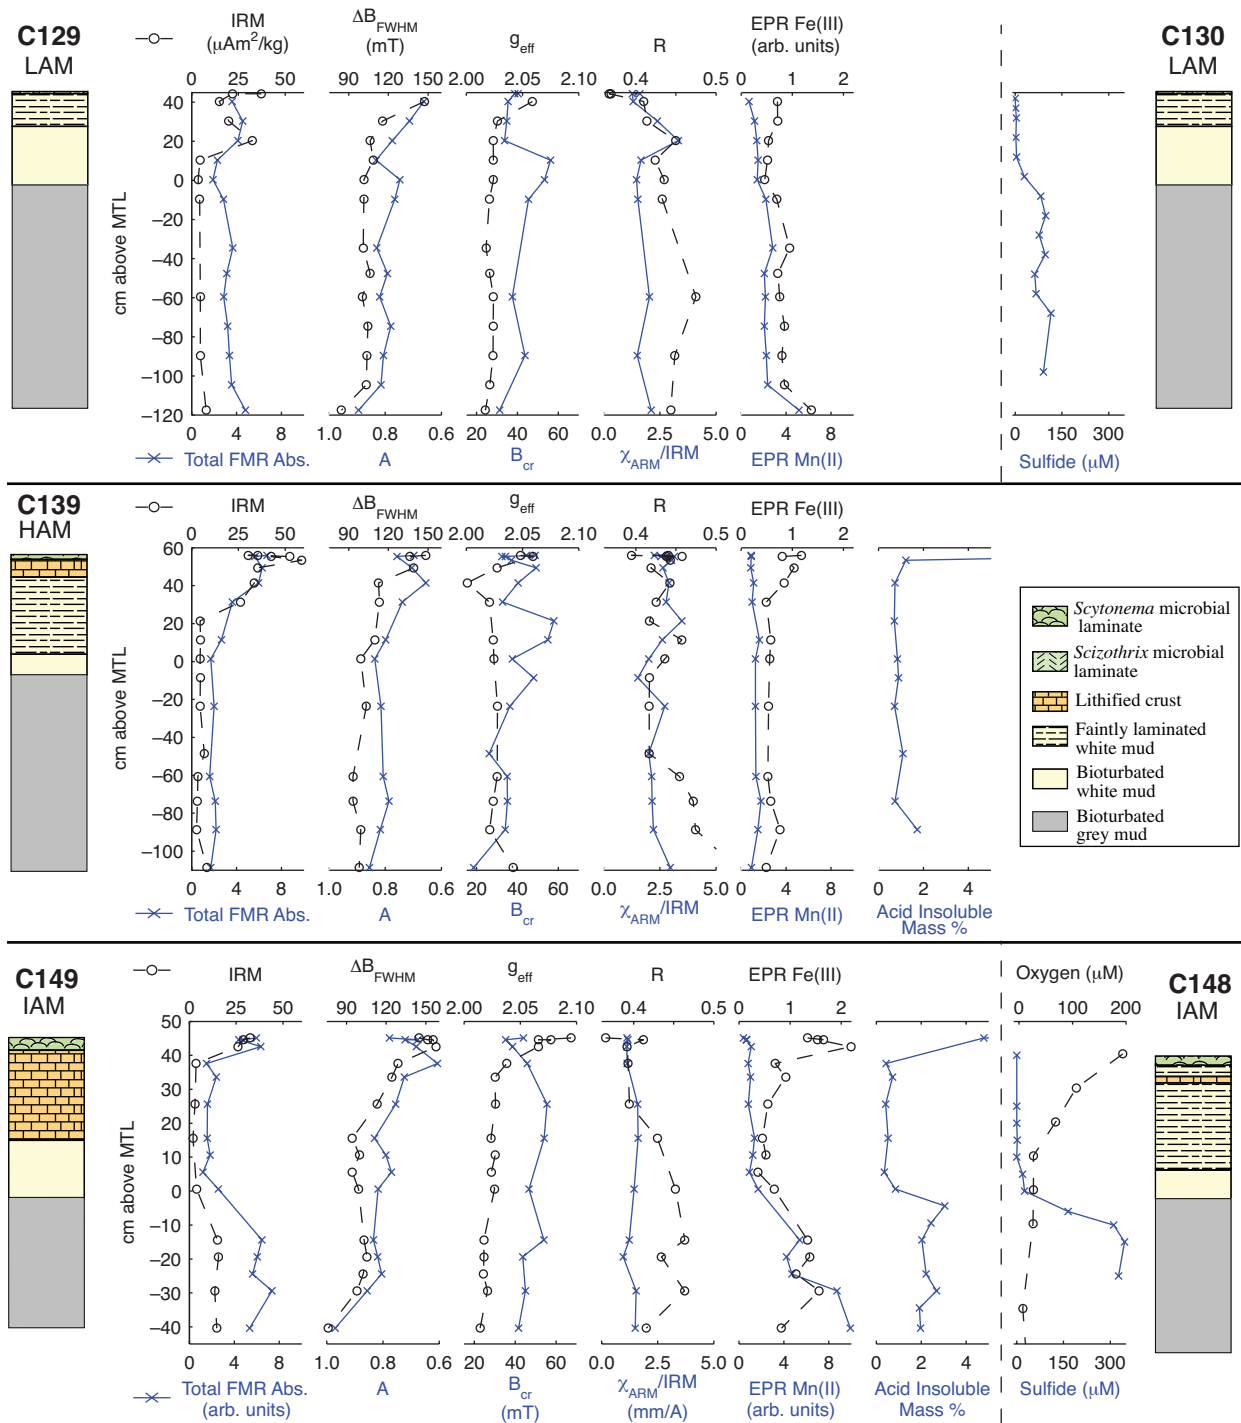 C129
LAM
IRM
(μAm²/kg)
ΔB_FWHM
(mT)
g_eff
R
EPR Fe(III)
(arb. units)
C130
LAM
0 25 50
90 120 150
2.00 2.05 2.10
0.4 0.5
0 1 2
cm above MTL
40
20
0
−20
−40
−60
−80
−100
−120
0 4 8
1.0 0.8 0.6
20 40 60
0.0 2.5 5.0
0 4 8
0 150 350
Total FMR Abs.
A
B_cr
χ_ARM/IRM
EPR Mn(II)
Sulfide (μM)
C139
HAM
IRM
ΔB_FWHM
g_eff
R
EPR Fe(III)
0 25 50
90 120 150
2.00 2.05 2.10
0.4 0.5
0 1 2
cm above MTL
60
40
20
0
−20
−40
−60
−80
−100
0 4 8
1.0 0.8 0.6
20 40 60
0.0 2.5 5.0
0 4 8
0 2 4
Total FMR Abs.
A
B_cr
χ_ARM/IRM
EPR Mn(II)
Acid Insoluble
Mass %
Scytonema microbial
laminate
Scizothrix microbial
laminate
Lithified crust
Faintly laminated
white mud
Bioturbated
white mud
Bioturbated
grey mud
C149
IAM
IRM
ΔB_FWHM
g_eff
R
EPR Fe(III)
Oxygen (μM)
C148
IAM
0 25 50
90 120 150
2.00 2.05 2.10
0.4 0.5
0 1 2
0 100 200
cm above MTL
50
40
30
20
10
0
−10
−20
−30
−40
0 4 8
1.0 0.8 0.6
20 40 60
0.0 2.5 5.0
0 4 8
0 2 4
0 150 350
Total FMR Abs.
(arb. units)
A
B_cr
(mT)
χ_ARM/IRM
(mm/A)
EPR Mn(II)
(arb. units)
Acid Insoluble
Mass %
Sulfide (μM)